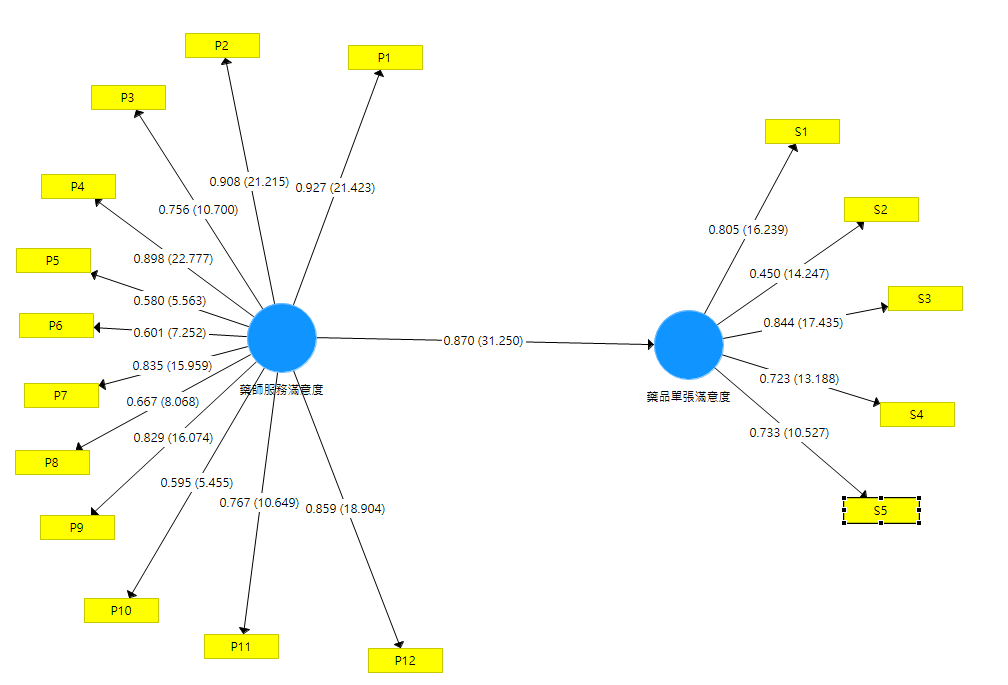 P2
P1
P3
P4
P5
P6
P7
P8
P9
P10
P11
P12
0.908 (21.215)
0.927 (21.423)
0.756 (10.700)
0.898 (22.777)
0.580 (5.563)
0.601 (7.252)
0.835 (15.959)
0.667 (8.068)
0.829 (16.074)
0.595 (5.455)
0.767 (10.649)
0.859 (18.904)
藥師服務滿意度
0.870 (31.250)
藥品單張滿意度
S1
S2
S3
S4
S5
0.805 (16.239)
0.450 (14.247)
0.844 (17.435)
0.723 (13.188)
0.733 (10.527)